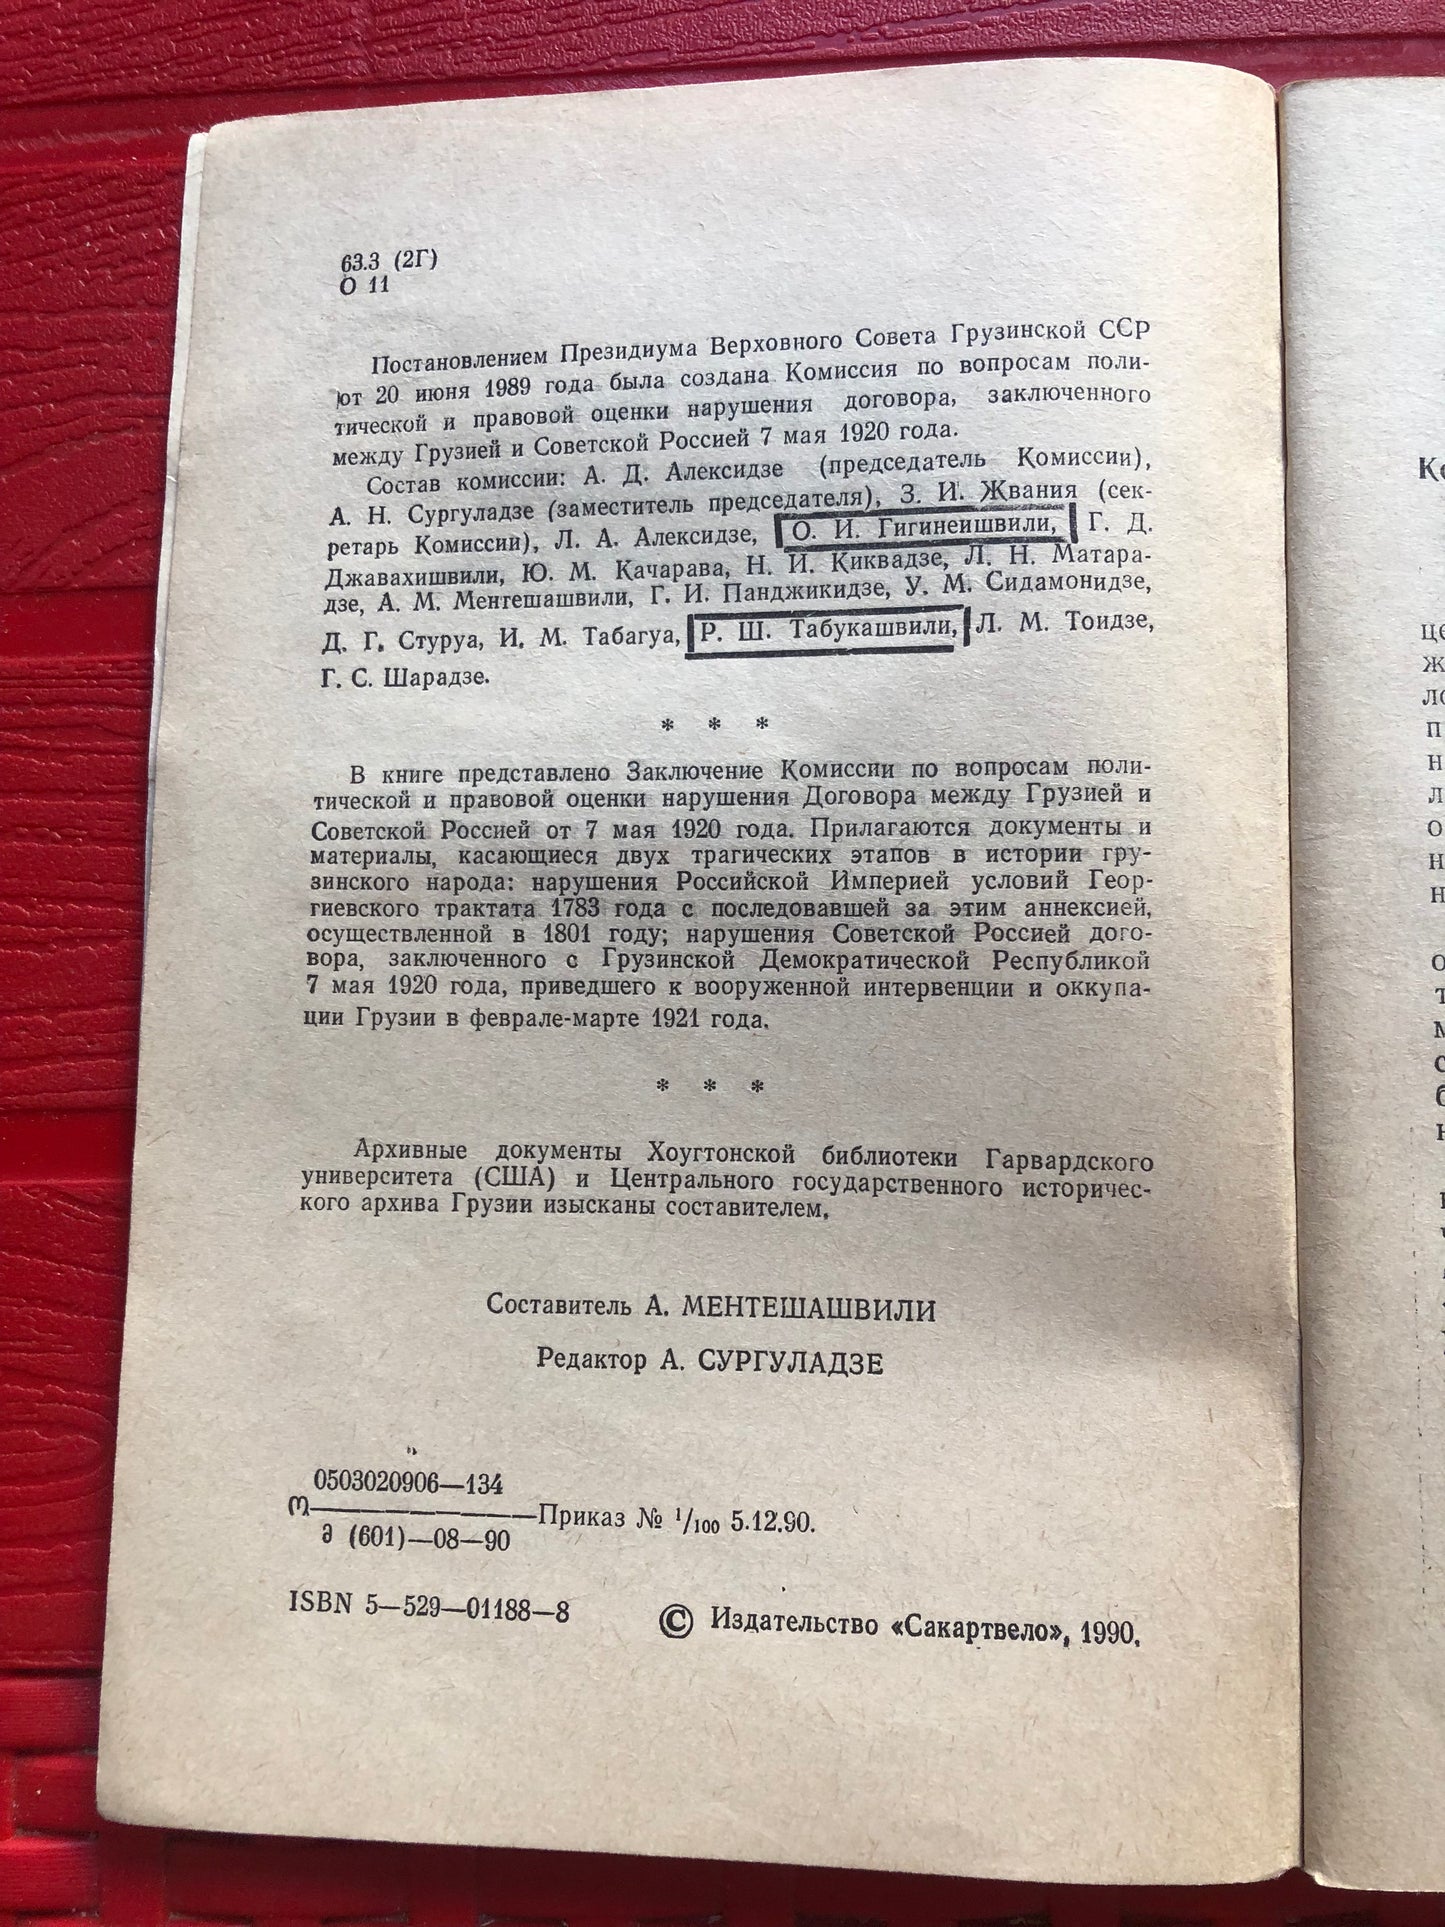 63.3 (2Г)
О 11
Постановлением Президиума Верховного Совета Грузинской ССР
от 20 июня 1989 года была создана Комиссия по вопросам поли-
тической и правовой оценки нарушения договора, заключенного
между Грузией и Советской Россией 7 мая 1920 года.
Состав комиссии: А. Д. Алексидзе (председатель Комиссии),
А. Н. Сургуладзе (заместитель председателя), З. И. Жвания (сек-
ретарь Комиссии), Л. А. Алексидзе, О. И. Гигинеишвили, Г. Д.
Джавахишвили, Ю. М. Качарава, Н. И. Киквадзе, Л. Н. Матара-
дзе, А. М. Ментешашвили, Г. И. Панджикидзе, У. М. Сидамонидзе,
Д. Г. Стуруа, И. М. Табагуа, Р. Ш. Табукашвили, Л. М. Тоидзе,
Г. С. Шарадзе.
* * *
В книге представлено Заключение Комиссии по вопросам поли-
тической и правовой оценки нарушения Договора между Грузией и
Советской Россией от 7 мая 1920 года. Прилагаются документы и
материалы, касающиеся двух трагических этапов в истории гру-
зинского народа: нарушения Российской Империей условий Геор-
гиевского трактата 1783 года с последовавшей за этим аннексией,
осуществленной в 1801 году; нарушения Советской Россией дого-
вора, заключенного с Грузинской Демократической Республикой
7 мая 1920 года, приведшего к вооруженной интервенции и оккупа-
ции Грузии в феврале-марте 1921 года.
* * *
Архивные документы Хоугтонской библиотеки Гарвардского
университета (США) и Центрального государственного историчес-
кого архива Грузии изысканы составителем.
Составитель А. МЕНТЕШАШВИЛИ
Редактор А. СУРГУЛАДЗЕ
0503020906—134
ო————————Приказ № 1/100 5.12.90.
მ (601)—08—90
ISBN 5—529—01188—8
© Издательство «Сакартвело», 1990.